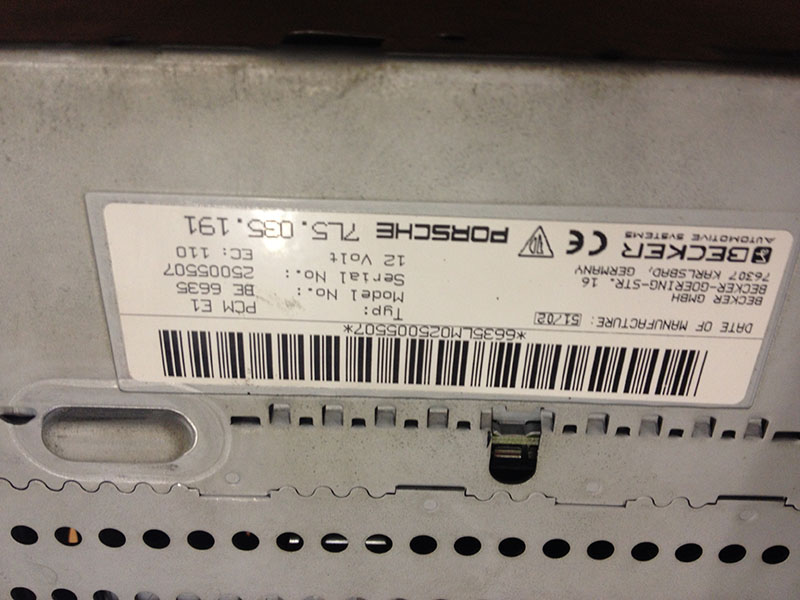 *6635LM025005507*
DATE OF MANUFACTURE: 51/02
BECKER GMBH
BECKER-GOERING-STR. 16
76307 KARLSBAD, GERMANY
BECKER
AUTOMOTIVE SYSTEMS
CE
Typ: PCM E1
Model No.: BE 6635
Serial No.: 25005507
12 Volt EC: 110
PORSCHE 7L5.035.191